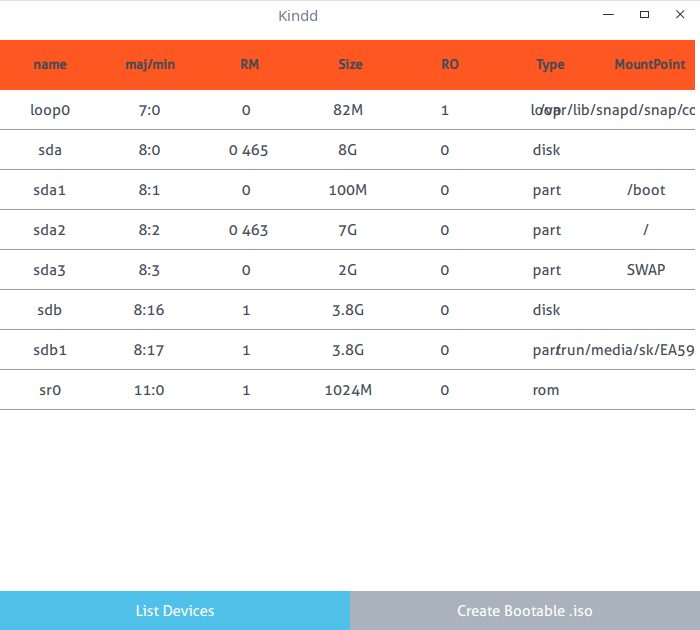 Kindd
name maj/min RM Size RO Type MountPoint
loop0 7:0 0 82M 1 loop /var/lib/snapd/snap/co
sda 8:0 0 465 8G 0 disk
sda1 8:1 0 100M 0 part /boot
sda2 8:2 0 463 7G 0 part /
sda3 8:3 0 2G 0 part SWAP
sdb 8:16 1 3.8G 0 disk
sdb1 8:17 1 3.8G 0 part /run/media/sk/EA59
sr0 11:0 1 1024M 0 rom
List Devices Create Bootable .iso